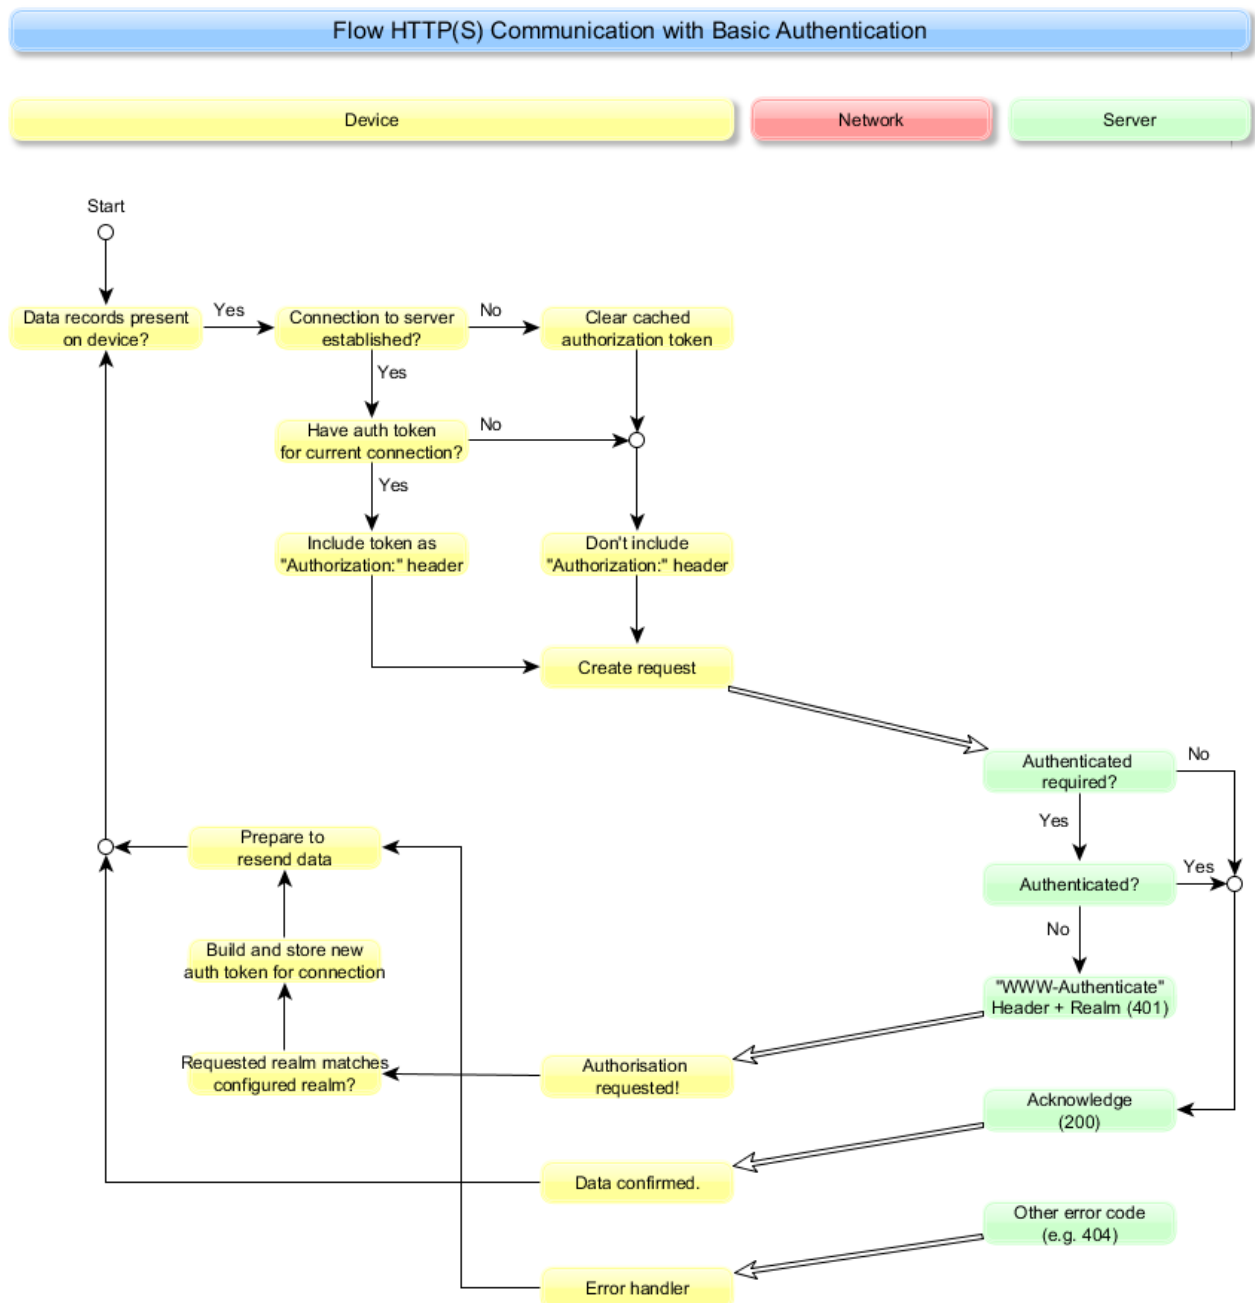 Flow HTTP(S) Communication with Basic Authentication
Device
Network
Server
Start
Data records present
on device?
Yes
Connection to server
established?
No
Clear cached
authorization token
Yes
Have auth token
for current connection?
No
Yes
Include token as
"Authorization:" header
Don't include
"Authorization:" header
Create request
Authenticated
required?
No
Yes
Authenticated?
Yes
No
"WWW-Authenticate"
Header + Realm (401)
Prepare to
resend data
Build and store new
auth token for connection
Requested realm matches
configured realm?
Authorisation
requested!
Acknowledge
(200)
Data confirmed.
Other error code
(e.g. 404)
Error handler